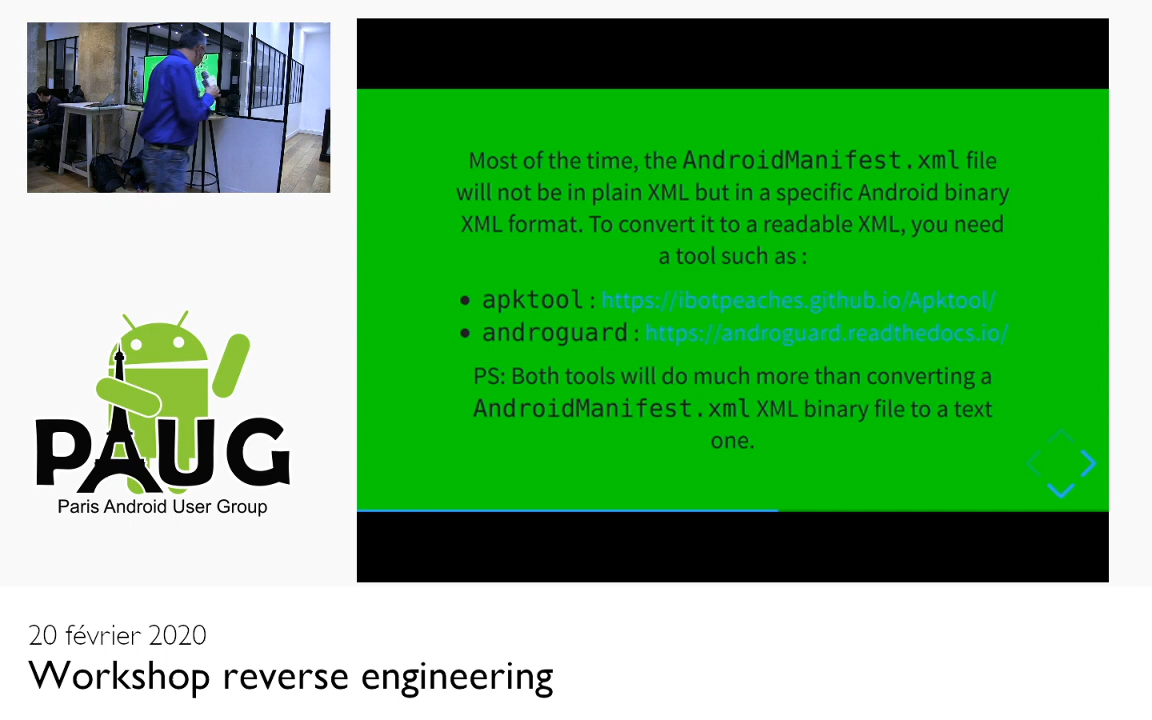 Most of the time, the AndroidManifest.xml file
will not be in plain XML but in a specific Android binary
XML format. To convert it to a readable XML, you need
a tool such as :
• apktool : https://ibotpeaches.github.io/Apktool/
• androguard : https://androguard.readthedocs.io/
PS: Both tools will do much more than converting a
AndroidManifest.xml XML binary file to a text
one.
PAUG
Paris Android User Group
20 février 2020
Workshop reverse engineering